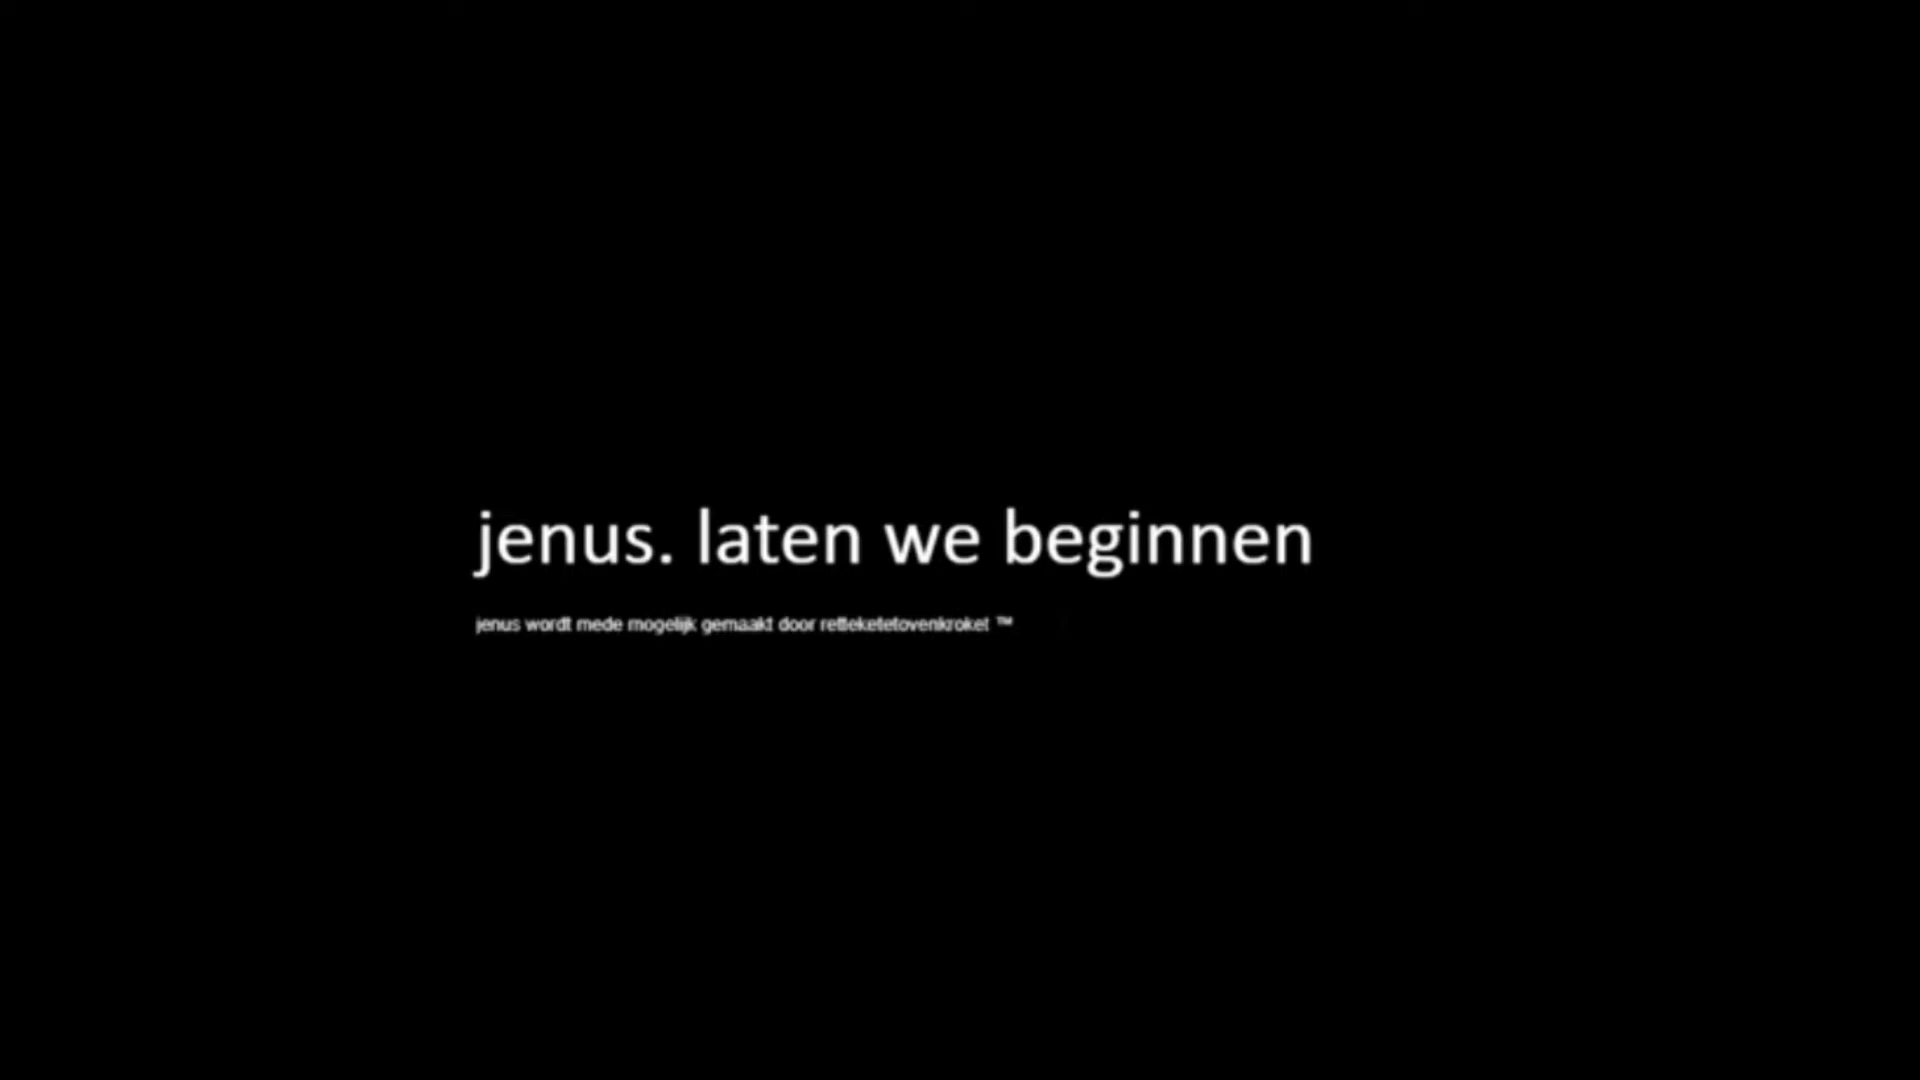 jenus. laten we beginnen
jenus wordt mede mogelijk gemaakt door retteketetovenkroket ™